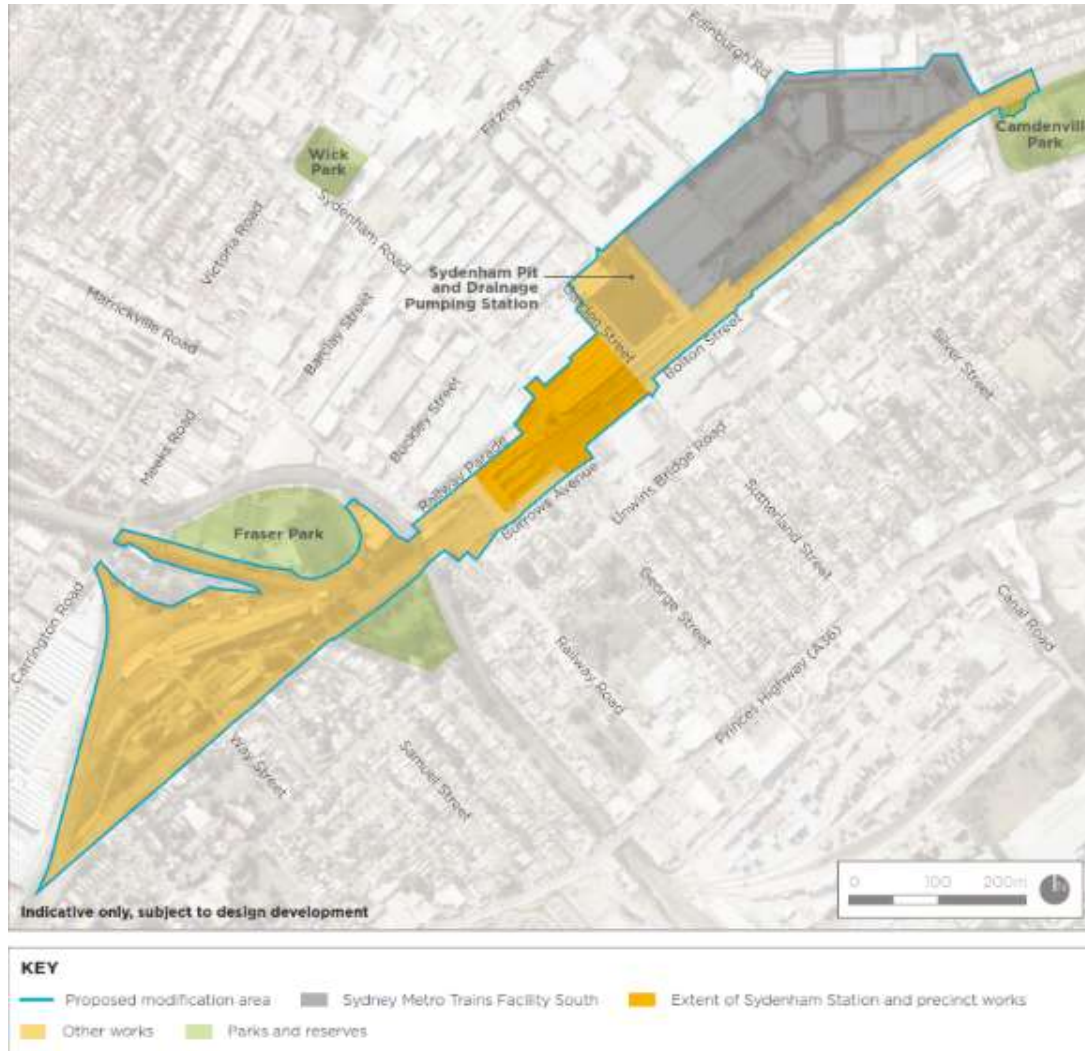 Edinburgh Rd
Fitzroy Street
Camdenville
Park
Wick
Park
Sydenham Road
Victoria Road
Sydenham Pit
and Drainage
Pumping Station
Marrickville Road
Barclay Street
Street
Bolton Street
Silver Street
Buckley Street
Meeks Road
Railway Parade
Unwins Bridge Road
Burrows Avenue
Sutherland Street
Fraser Park
George Street
Canal Road
Carrington Road
Railway Road
Princes Highway (A36)
Way Street
Samuel Street
0 100 200m
Indicative only, subject to design development
KEY
Proposed modification area
Sydney Metro Trains Facility South
Extent of Sydenham Station and precinct works
Other works
Parks and reserves